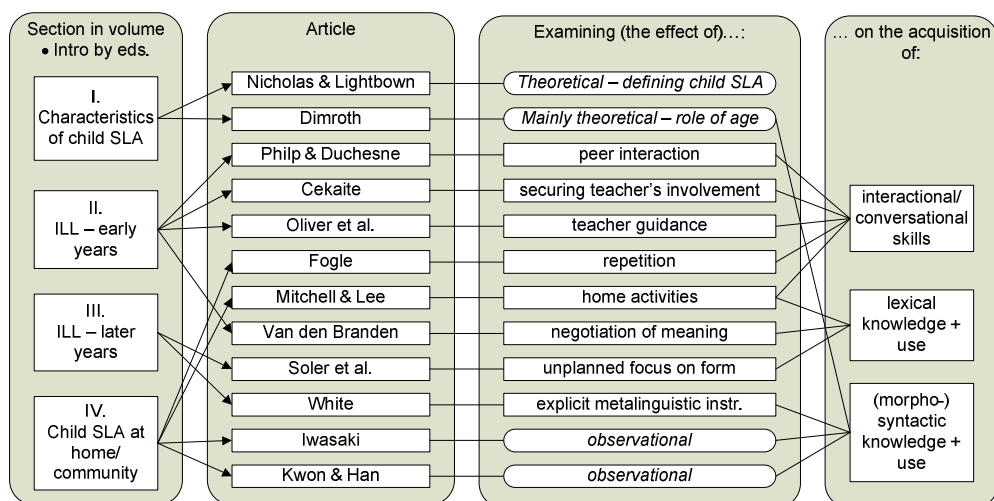 Section in volume
• Intro by eds.
I.
Characteristics
of child SLA
II.
ILL – early
years
III.
ILL – later
years
IV.
Child SLA at
home/
community
Article
Nicholas & Lightbown
Dimroth
Philp & Duchesne
Cekaite
Oliver et al.
Fogle
Mitchell & Lee
Van den Branden
Soler et al.
White
Iwasaki
Kwon & Han
Examining (the effect of)…:
Theoretical – defining child SLA
Mainly theoretical – role of age
peer interaction
securing teacher's involvement
teacher guidance
repetition
home activities
negotiation of meaning
unplanned focus on form
explicit metalinguistic instr.
observational
observational
… on the acquisition
of:
interactional/
conversational
skills
lexical
knowledge +
use
(morpho-)
syntactic
knowledge +
use